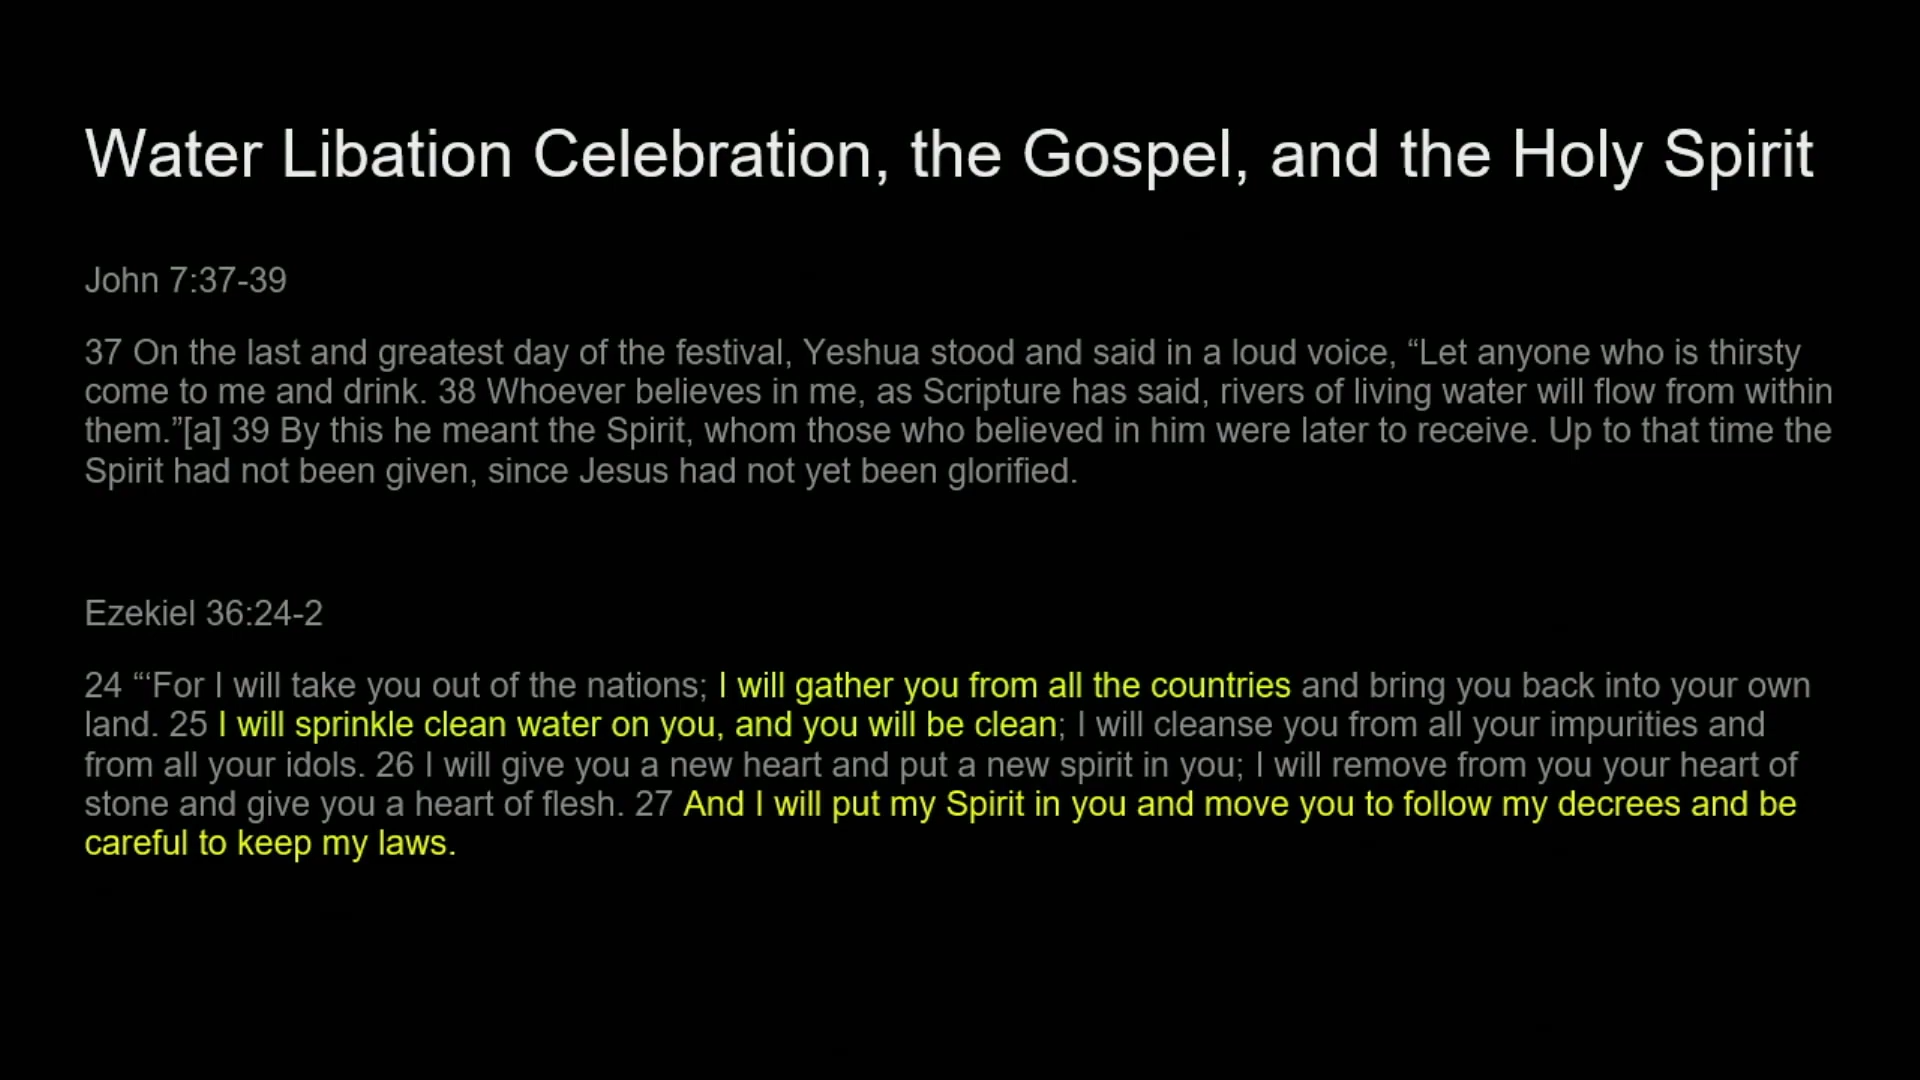 Water Libation Celebration, the Gospel, and the Holy Spirit
John 7:37-39
37 On the last and greatest day of the festival, Yeshua stood and said in a loud voice, “Let anyone who is thirsty
come to me and drink. 38 Whoever believes in me, as Scripture has said, rivers of living water will flow from within
them.”[a] 39 By this he meant the Spirit, whom those who believed in him were later to receive. Up to that time the
Spirit had not been given, since Jesus had not yet been glorified.
Ezekiel 36:24-2
24 “‘For I will take you out of the nations; I will gather you from all the countries and bring you back into your own
land. 25 I will sprinkle clean water on you, and you will be clean; I will cleanse you from all your impurities and
from all your idols. 26 I will give you a new heart and put a new spirit in you; I will remove from you your heart of
stone and give you a heart of flesh. 27 And I will put my Spirit in you and move you to follow my decrees and be
careful to keep my laws.